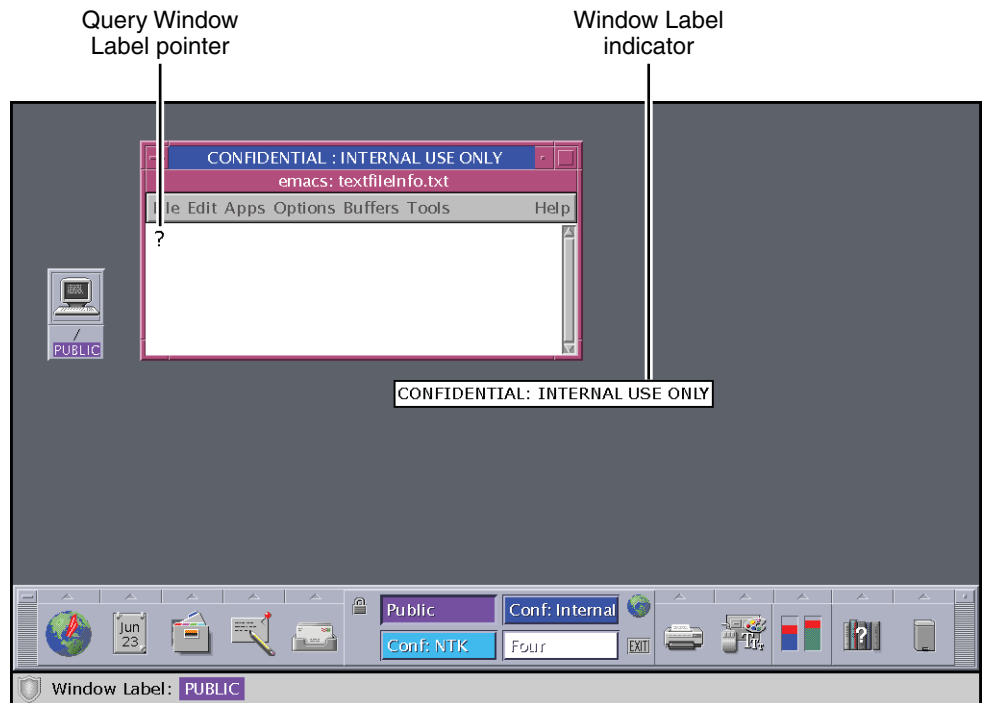 Query Window
Label pointer
Window Label
indicator
CONFIDENTIAL : INTERNAL USE ONLY
emacs: textfileInfo.txt
File Edit Apps Options Buffers Tools Help
?
/
PUBLIC
CONFIDENTIAL: INTERNAL USE ONLY
Public
Conf: Internal
Jun
23
Conf: NTK
Four
EXIT
?
Window Label: PUBLIC